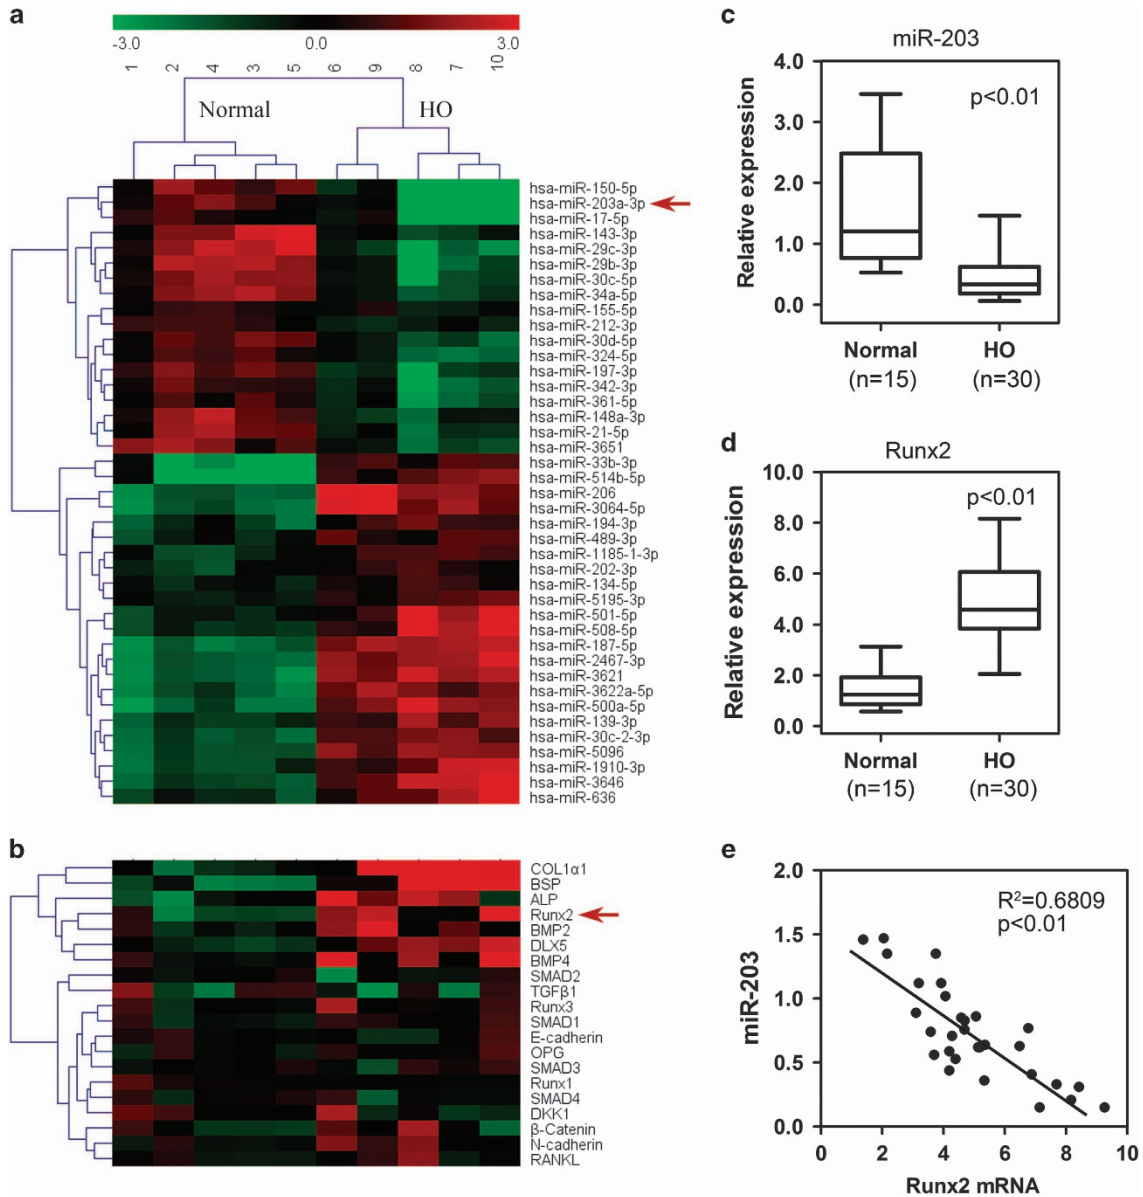 a
-3.0 0.0 3.0
1 2 4 3 5 6 9 8 7 10
Normal HO
hsa-miR-150-5p
hsa-miR-203a-3p
hsa-miR-17-5p
hsa-miR-143-3p
hsa-miR-29c-3p
hsa-miR-29b-3p
hsa-miR-30c-5p
hsa-miR-34a-5p
hsa-miR-155-5p
hsa-miR-212-3p
hsa-miR-30d-5p
hsa-miR-324-5p
hsa-miR-197-3p
hsa-miR-342-3p
hsa-miR-361-5p
hsa-miR-148a-3p
hsa-miR-21-5p
hsa-miR-3651
hsa-miR-33b-3p
hsa-miR-514b-5p
hsa-miR-206
hsa-miR-3064-5p
hsa-miR-194-3p
hsa-miR-489-3p
hsa-miR-1185-1-3p
hsa-miR-202-3p
hsa-miR-134-5p
hsa-miR-5195-3p
hsa-miR-501-5p
hsa-miR-508-5p
hsa-miR-187-5p
hsa-miR-2467-3p
hsa-miR-3621
hsa-miR-3622a-5p
hsa-miR-500a-5p
hsa-miR-139-3p
hsa-miR-30c-2-3p
hsa-miR-5096
hsa-miR-1910-3p
hsa-miR-3646
hsa-miR-636
b
COL1α1
BSP
ALP
Runx2
BMP2
DLX5
BMP4
SMAD2
TGFβ1
Runx3
SMAD1
E-cadherin
OPG
SMAD3
Runx1
SMAD4
DKK1
β-Catenin
N-cadherin
RANKL
c
miR-203
p<0.01
Relative expression
4.0
3.0
2.0
1.0
0.0
Normal HO
(n=15) (n=30)
d
Runx2
p<0.01
Relative expression
10.0
8.0
6.0
4.0
2.0
0.0
Normal HO
(n=15) (n=30)
e
R²=0.6809
p<0.01
miR-203
2.0
1.5
1.0
0.5
0.0
0 2 4 6 8 10
Runx2 mRNA